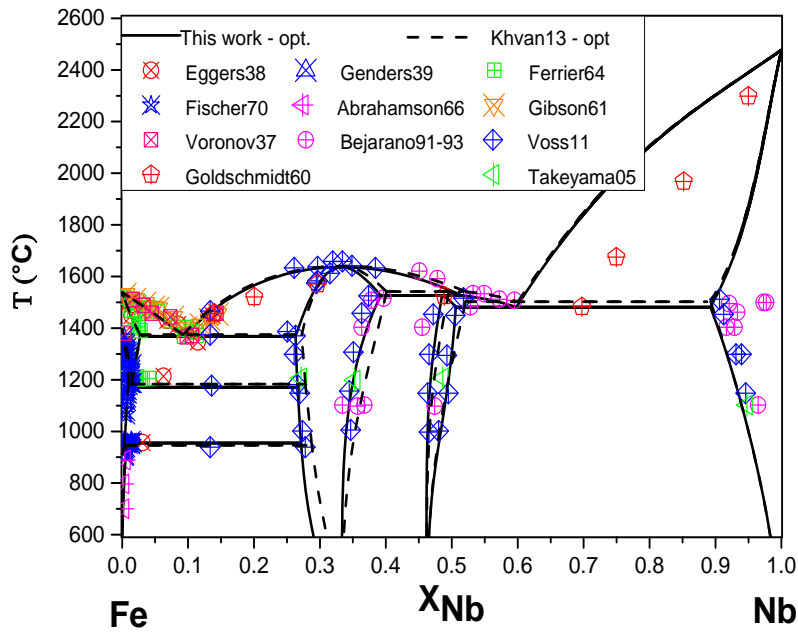 This work - opt. Khvan13 - opt
Eggers38 Genders39 Ferrier64
Fischer70 Abrahamson66 Gibson61
Voronov37 Bejarano91-93 Voss11
Goldschmidt60 Takeyama05
T (°C)
2600
2400
2200
2000
1800
1600
1400
1200
1000
800
600
0.0 0.1 0.2 0.3 0.4 0.5 0.6 0.7 0.8 0.9 1.0
Fe XNb Nb